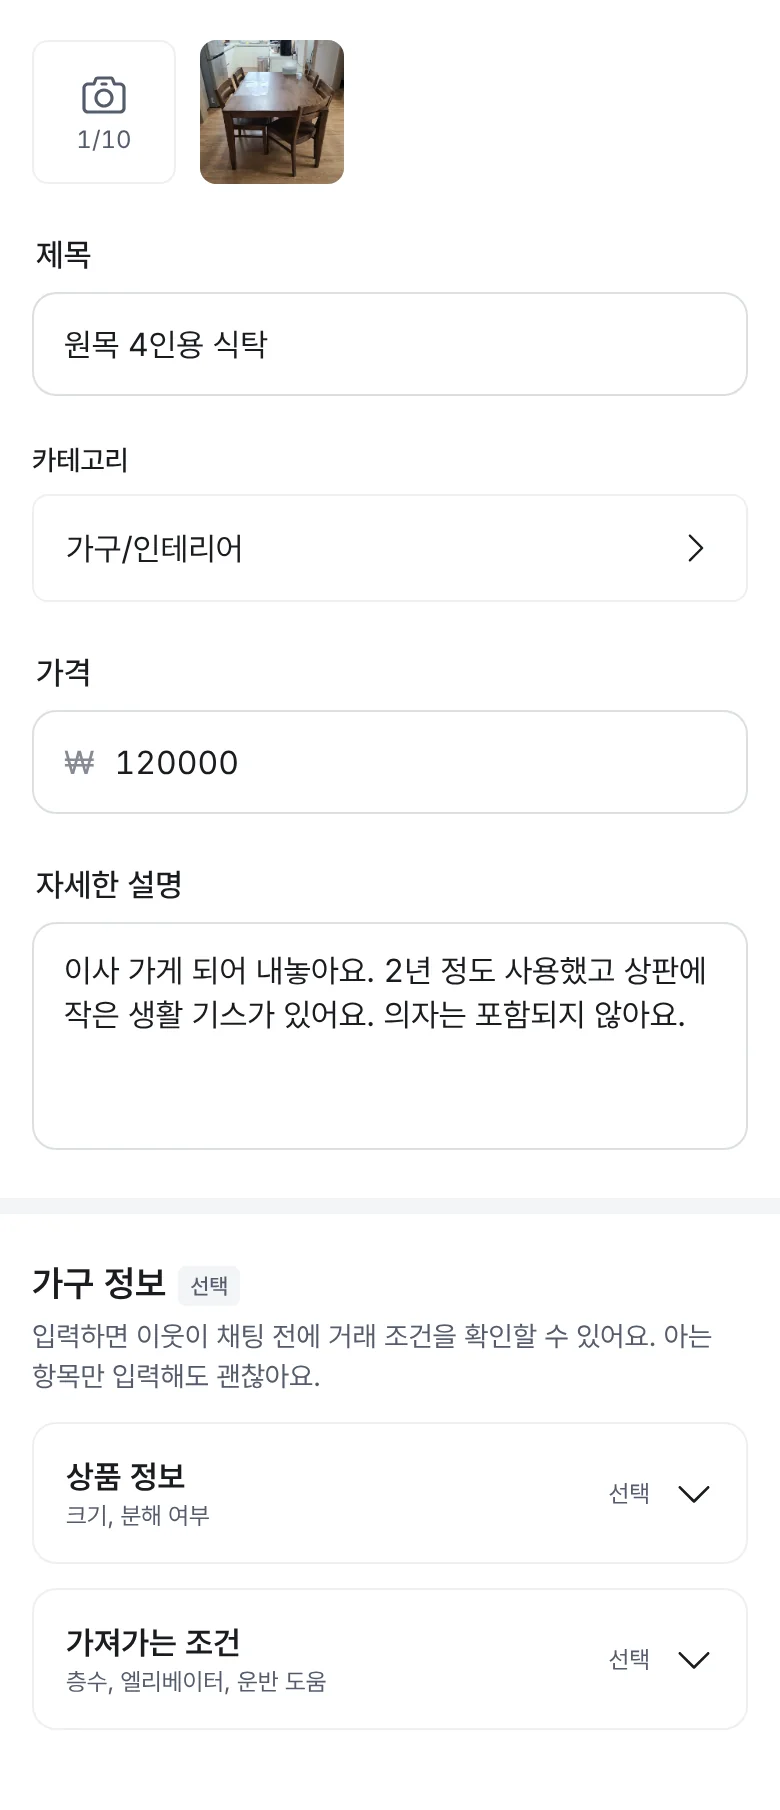 1/10
제목
원목 4인용 식탁
카테고리
가구/인테리어
가격
₩ 120000
자세한 설명
이사 가게 되어 내놓아요. 2년 정도 사용했고 상판에
작은 생활 기스가 있어요. 의자는 포함되지 않아요.
가구 정보 선택
입력하면 이웃이 채팅 전에 거래 조건을 확인할 수 있어요. 아는
항목만 입력해도 괜찮아요.
상품 정보
크기, 분해 여부
선택
가져가는 조건
층수, 엘리베이터, 운반 도움
선택